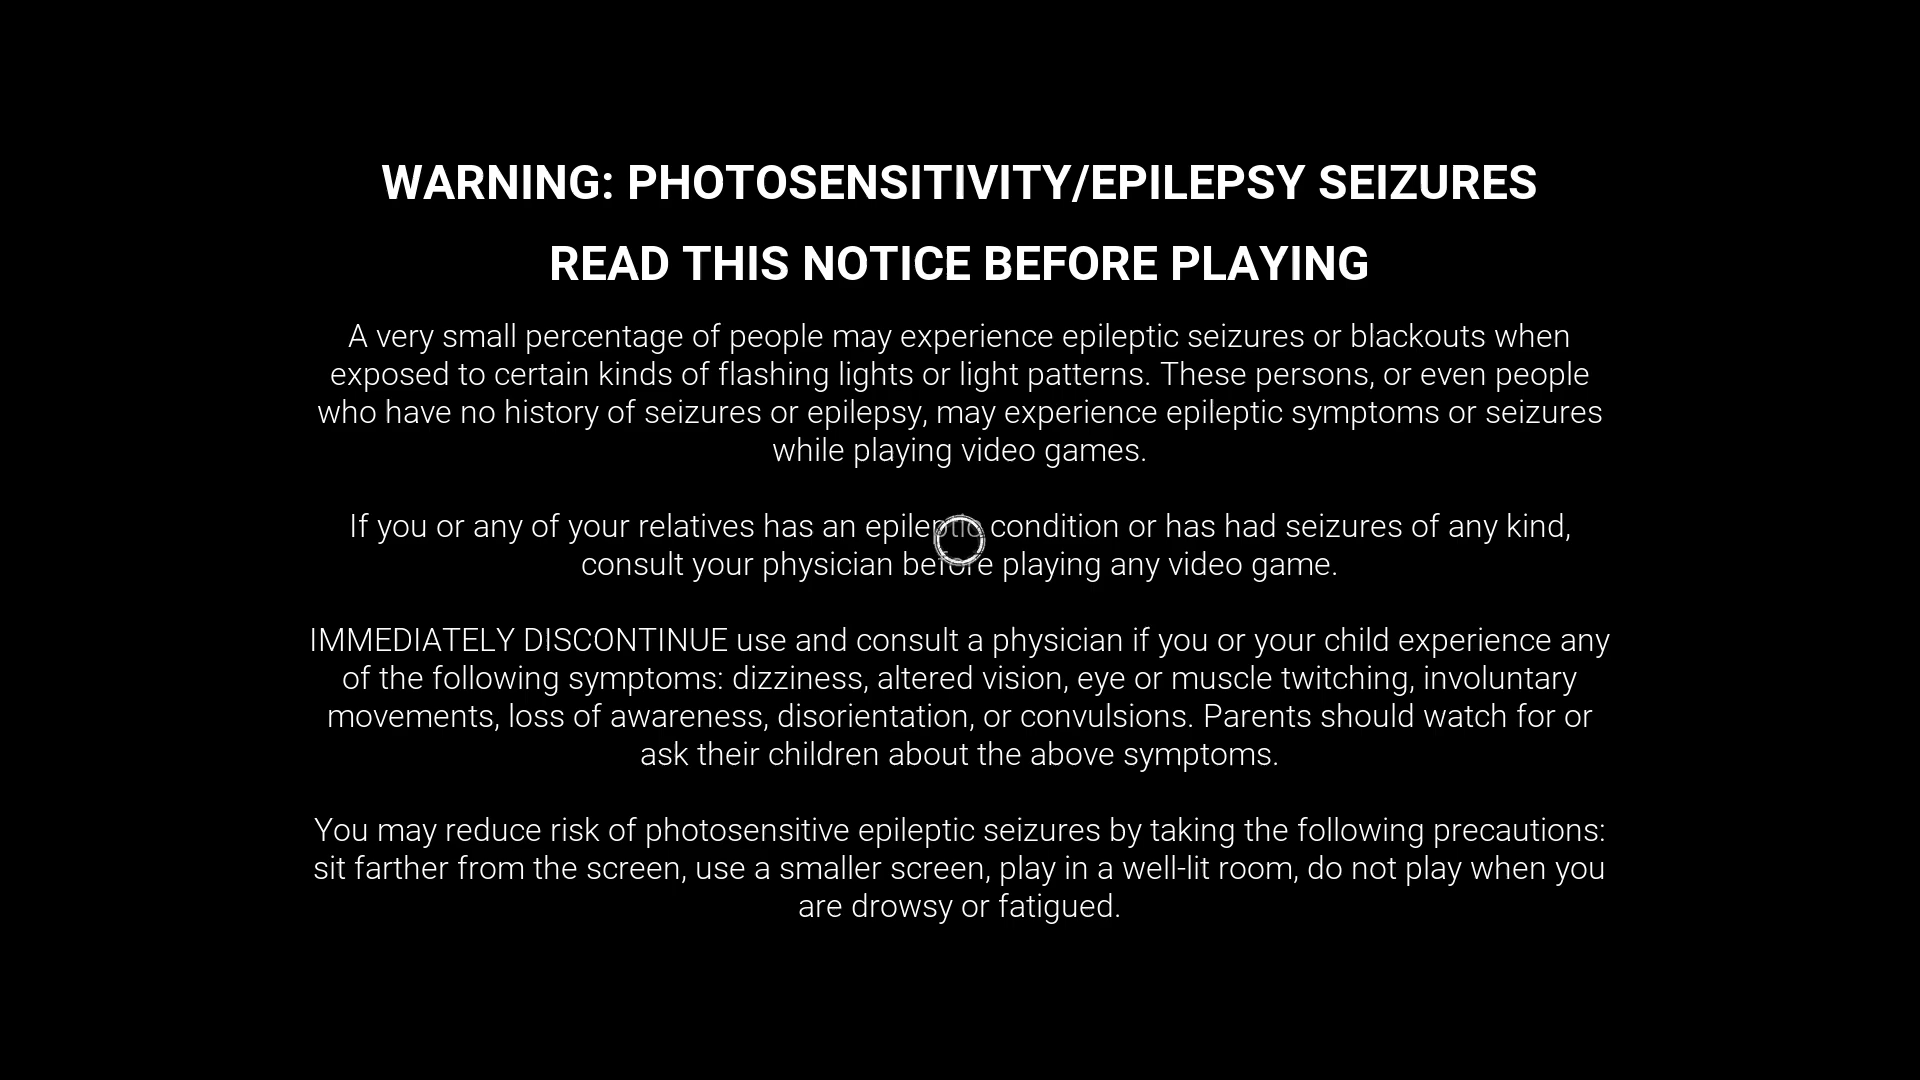 WARNING: PHOTOSENSITIVITY/EPILEPSY SEIZURES
READ THIS NOTICE BEFORE PLAYING
A very small percentage of people may experience epileptic seizures or blackouts when
exposed to certain kinds of flashing lights or light patterns. These persons, or even people
who have no history of seizures or epilepsy, may experience epileptic symptoms or seizures
while playing video games.
If you or any of your relatives has an epileptic condition or has had seizures of any kind,
consult your physician before playing any video game.
IMMEDIATELY DISCONTINUE use and consult a physician if you or your child experience any
of the following symptoms: dizziness, altered vision, eye or muscle twitching, involuntary
movements, loss of awareness, disorientation, or convulsions. Parents should watch for or
ask their children about the above symptoms.
You may reduce risk of photosensitive epileptic seizures by taking the following precautions:
sit farther from the screen, use a smaller screen, play in a well-lit room, do not play when you
are drowsy or fatigued.